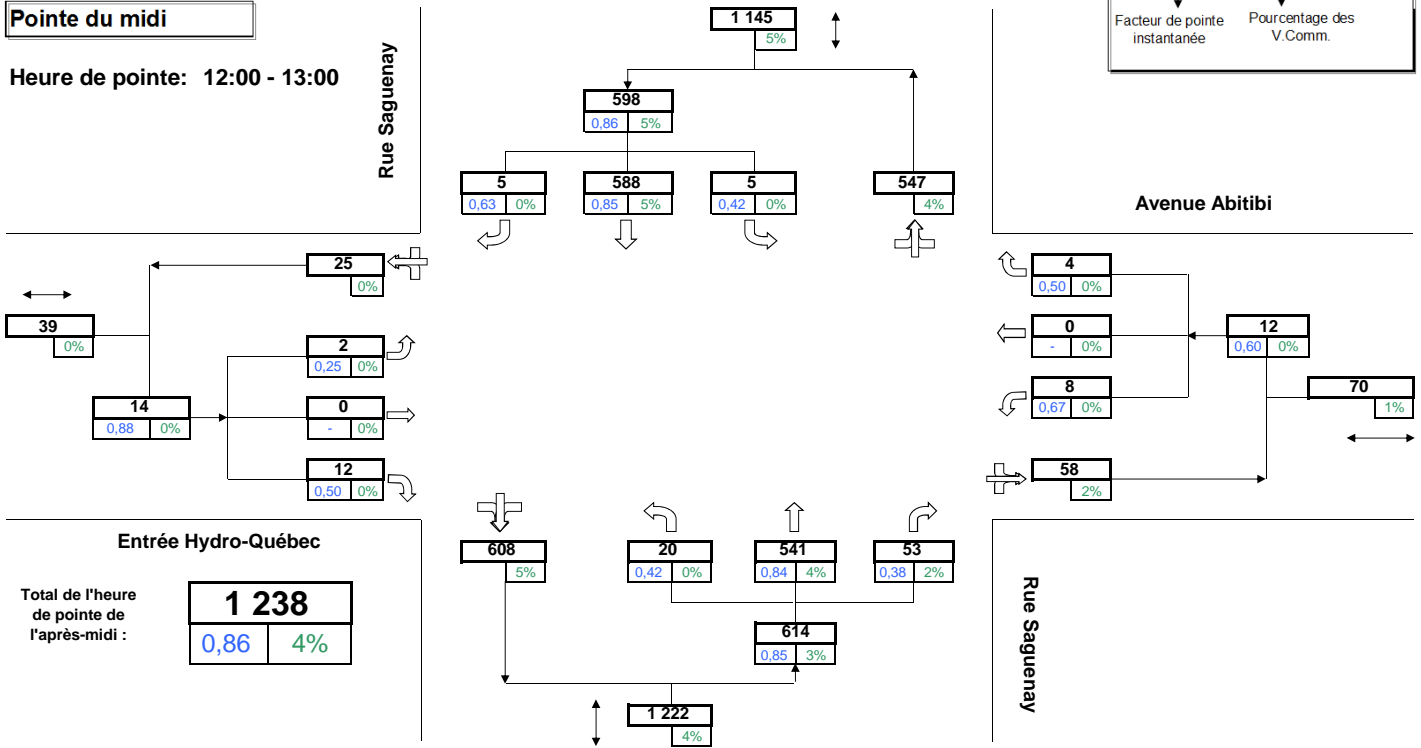 Pointe du midi
Heure de pointe: 12:00 - 13:00
Rue Saguenay
1 145
5%
Facteur de pointe instantanée
Pourcentage des V.Comm.
598
0,86 5%
5 588 5 547
0,63 0% 0,85 5% 0,42 0% 4%
Avenue Abitibi
25
0%
39
0%
2
0,25 0%
14
0,88 0%
0
- 0%
12
0,50 0%
4
0,50 0%
0
- 0%
12
0,60 0%
8
0,67 0%
70
1%
58
2%
Entrée Hydro-Québec
608 20 541 53
5% 0,42 0% 0,84 4% 0,38 2%
Total de l'heure
de pointe de
l'après-midi :
1 238
0,86 4%
614
0,85 3%
Rue Saguenay
1 222
4%